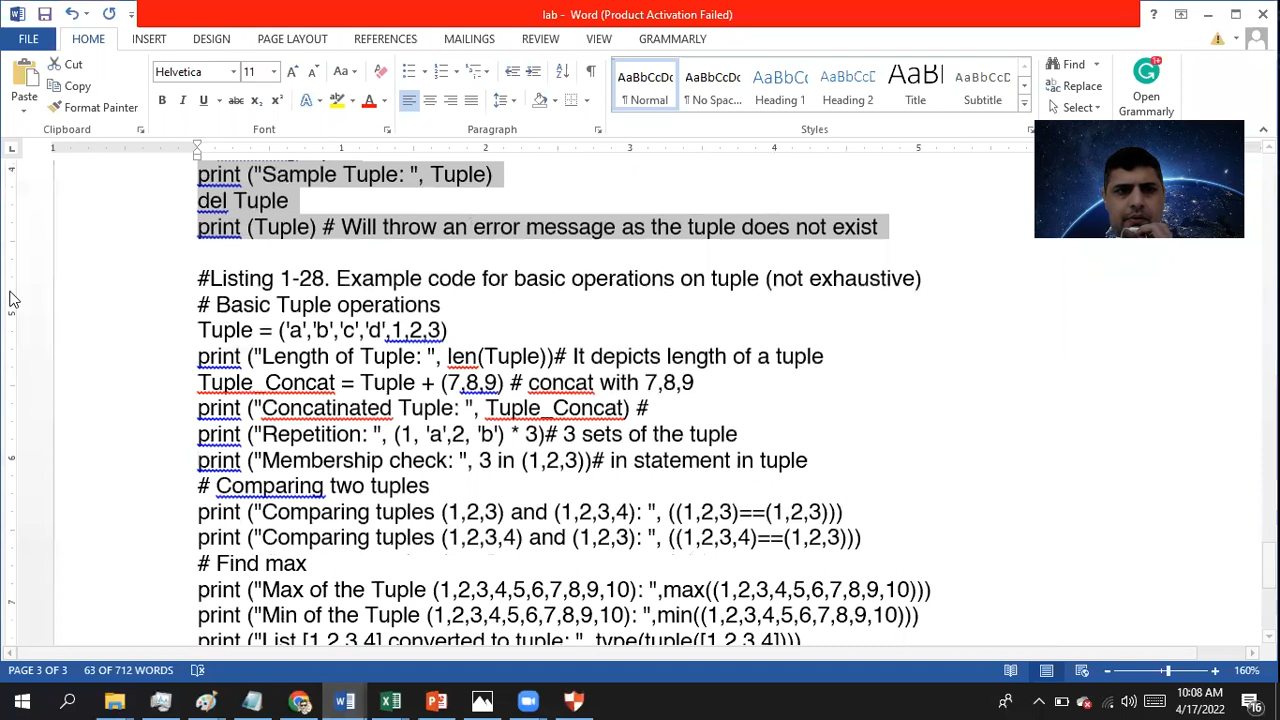 lab - Word (Product Activation Failed)
FILE HOME INSERT DESIGN PAGE LAYOUT REFERENCES MAILINGS REVIEW VIEW GRAMMARLY
Paste
Cut
Copy
Format Painter
Clipboard
Helvetica 11
Font
Paragraph
AaBbCcDc AaBbCcDc AaBbCc AaBbCc AaBl AaBbCcDc
¶ Normal ¶ No Spac... Heading 1 Heading 2 Title Subtitle
Styles
Find
Replace
Select
Open
Grammarly
1 1 2 3 4 5
4
5
6
7
print ("Sample Tuple: ", Tuple)
del Tuple
print (Tuple) # Will throw an error message as the tuple does not exist
#Listing 1-28. Example code for basic operations on tuple (not exhaustive)
# Basic Tuple operations
Tuple = ('a','b','c','d',1,2,3)
print ("Length of Tuple: ", len(Tuple))# It depicts length of a tuple
Tuple_Concat = Tuple + (7,8,9) # concat with 7,8,9
print ("Concatinated Tuple: ", Tuple_Concat) #
print ("Repetition: ", (1, 'a',2, 'b') * 3)# 3 sets of the tuple
print ("Membership check: ", 3 in (1,2,3))# in statement in tuple
# Comparing two tuples
print ("Comparing tuples (1,2,3) and (1,2,3,4): ", ((1,2,3)==(1,2,3)))
print ("Comparing tuples (1,2,3,4) and (1,2,3): ", ((1,2,3,4)==(1,2,3)))
# Find max
print ("Max of the Tuple (1,2,3,4,5,6,7,8,9,10): ",max((1,2,3,4,5,6,7,8,9,10)))
print ("Min of the Tuple (1,2,3,4,5,6,7,8,9,10): ",min((1,2,3,4,5,6,7,8,9,10)))
print ("List [1,2,3,4] converted to tuple: ", type(tuple([1,2,3,4])))
PAGE 3 OF 3 63 OF 712 WORDS 160%
10:08 AM
4/17/2022
16